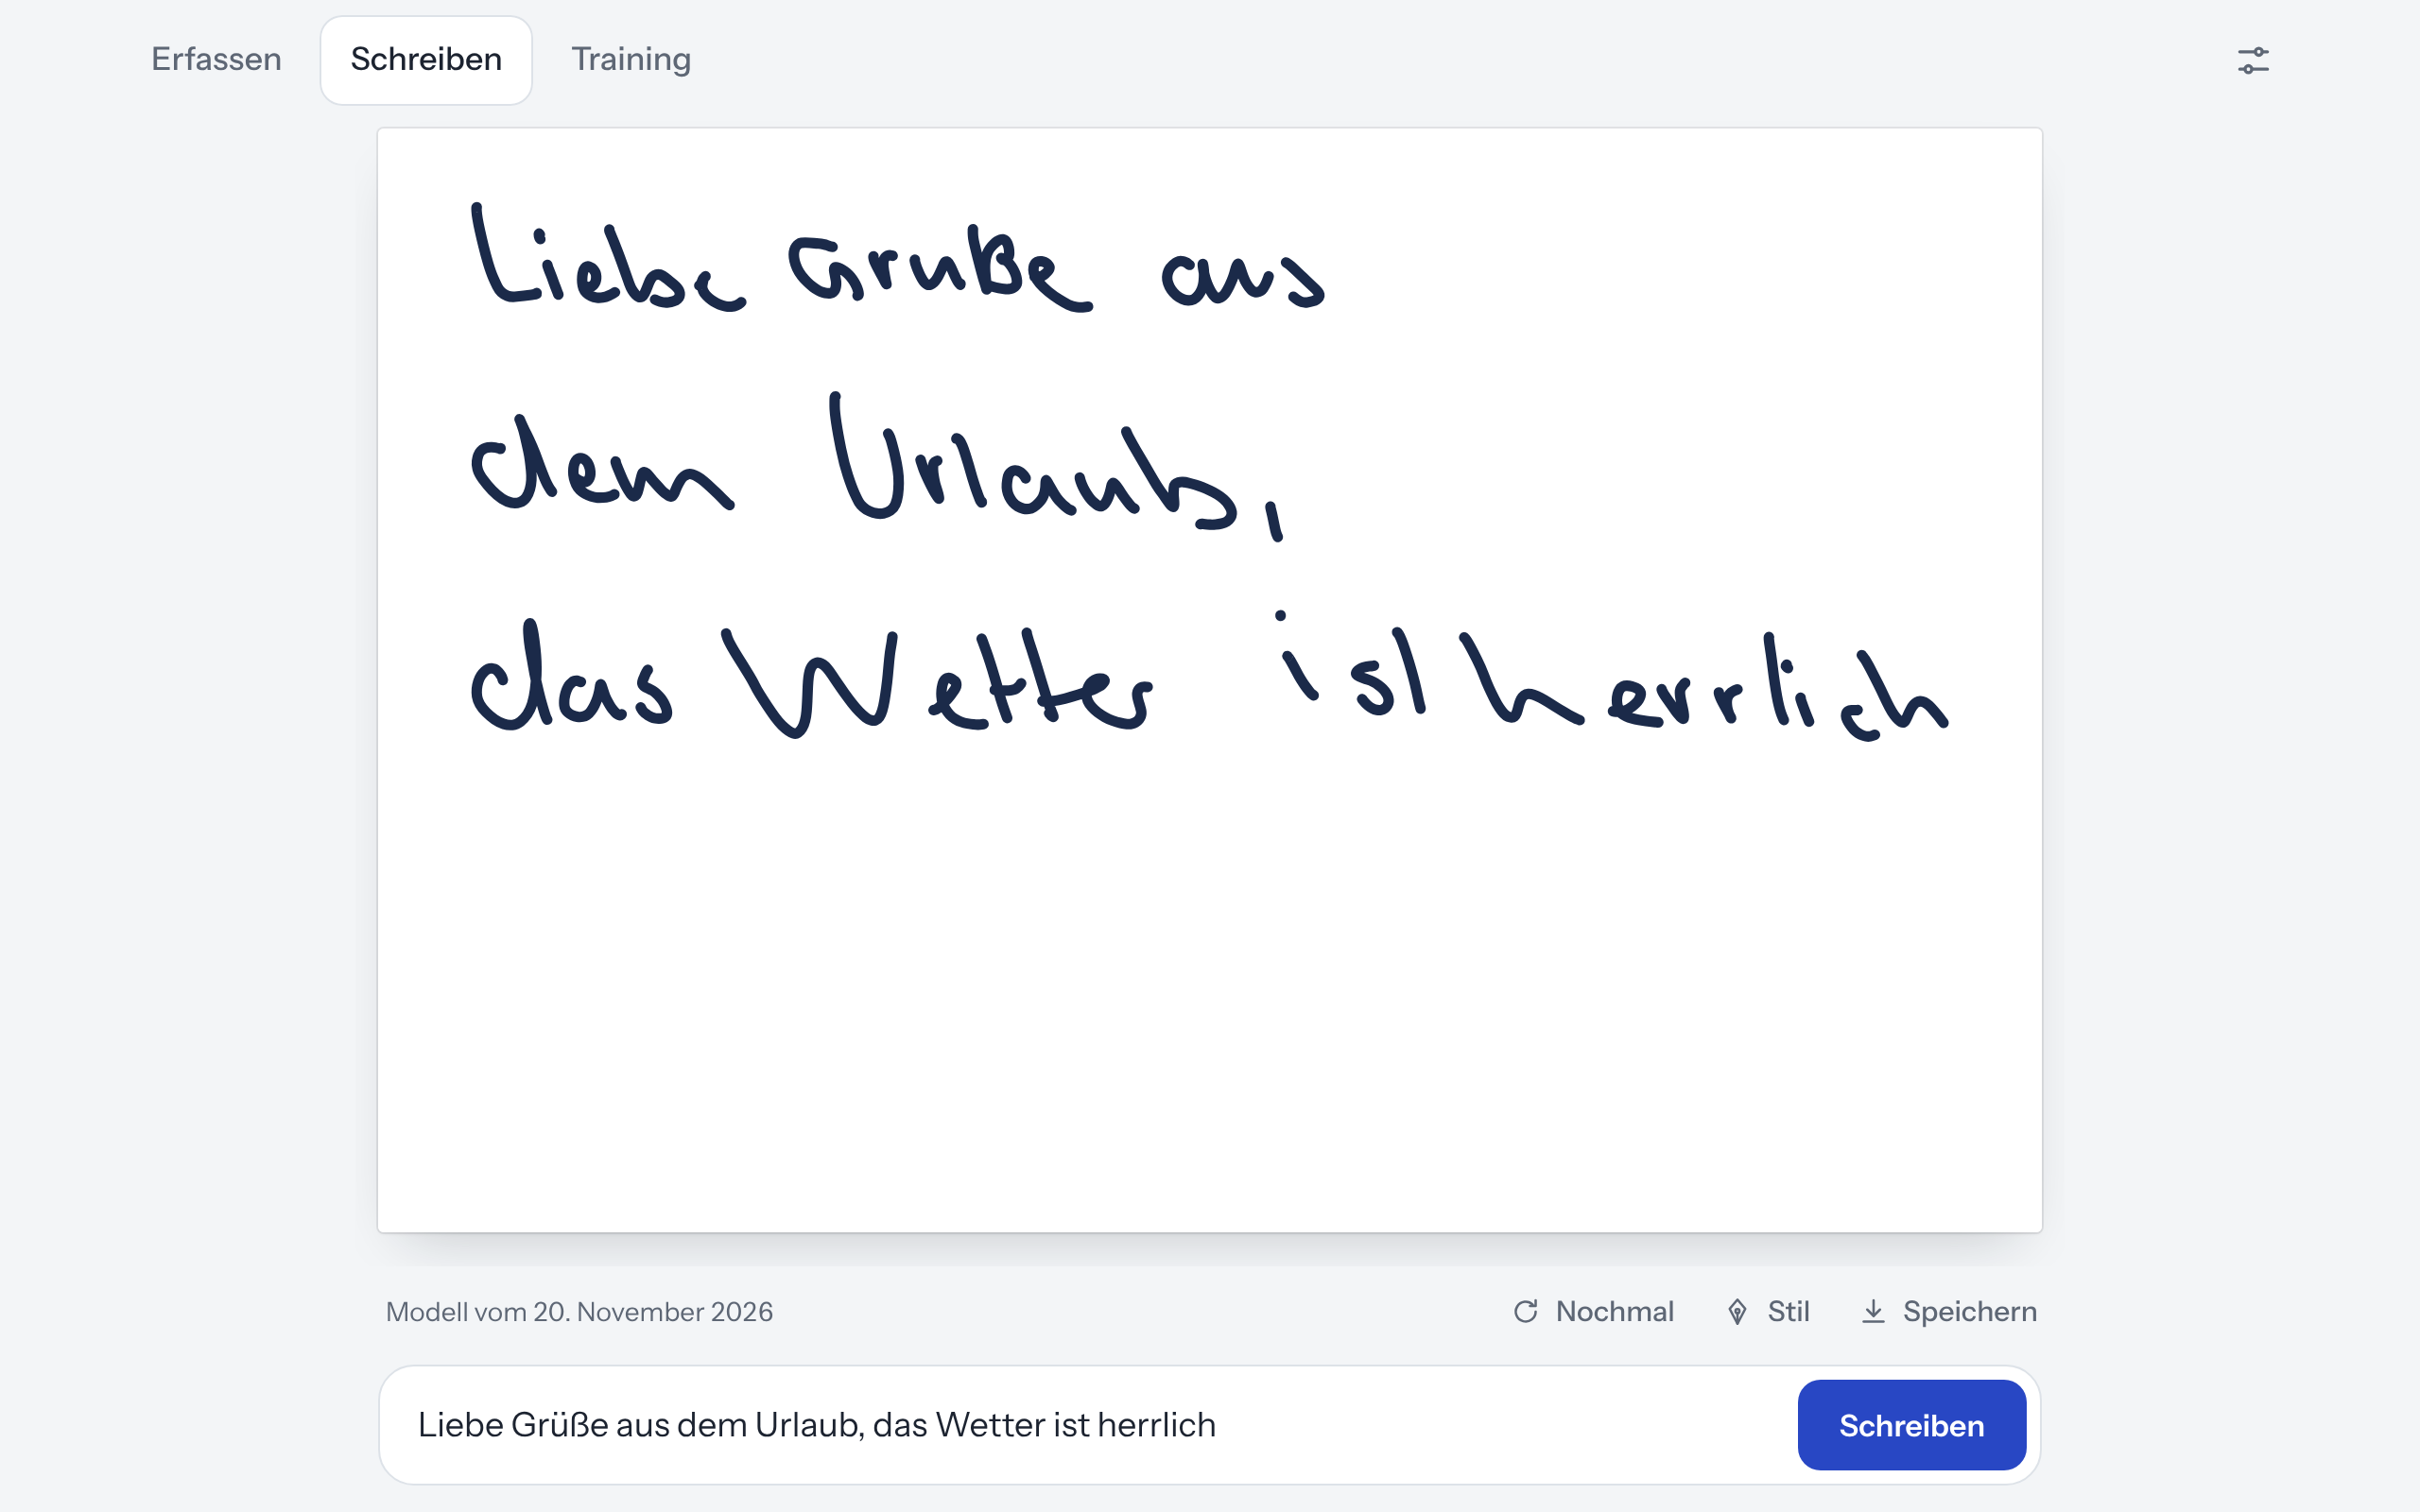 Erfassen Schreiben Training
Liebe Gruße aus
dem Urlaub,
das Wetter ist herrlich
Modell vom 20. November 2026 Nochmal Stil Speichern
Liebe Grüße aus dem Urlaub, das Wetter ist herrlich Schreiben